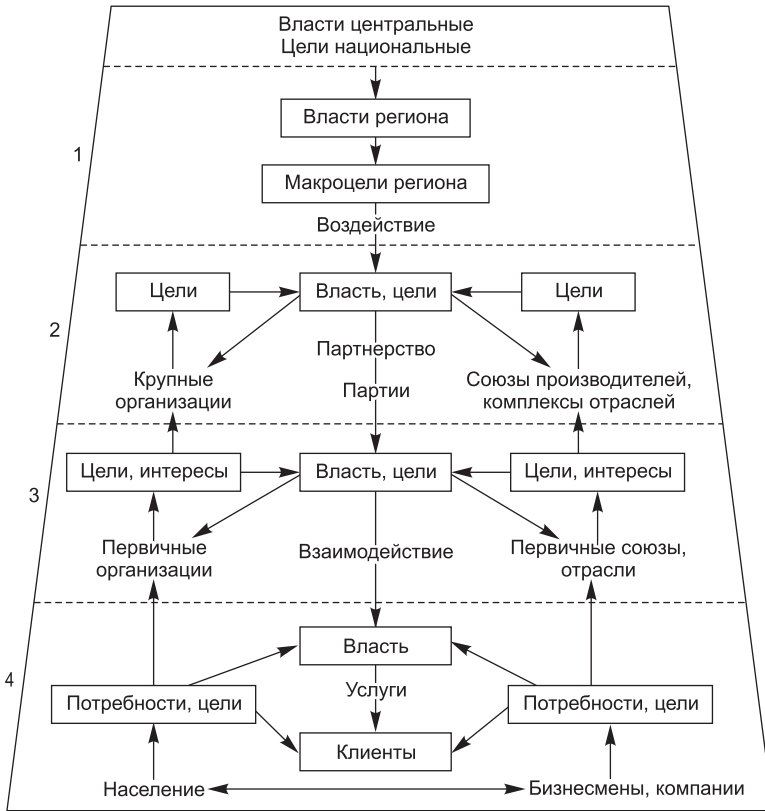 Власти центральные
Цели национальные
1
Власти региона
Макроцели региона
Воздействие
2
Цели
Власть, цели
Цели
Партнерство
Крупные
организации
Партии
Союзы производителей,
комплексы отраслей
3
Цели, интересы
Власть, цели
Цели, интересы
Первичные
организации
Взаимодействие
Первичные союзы,
отрасли
4
Власть
Потребности, цели
Услуги
Потребности, цели
Клиенты
Население
Бизнесмены, компании